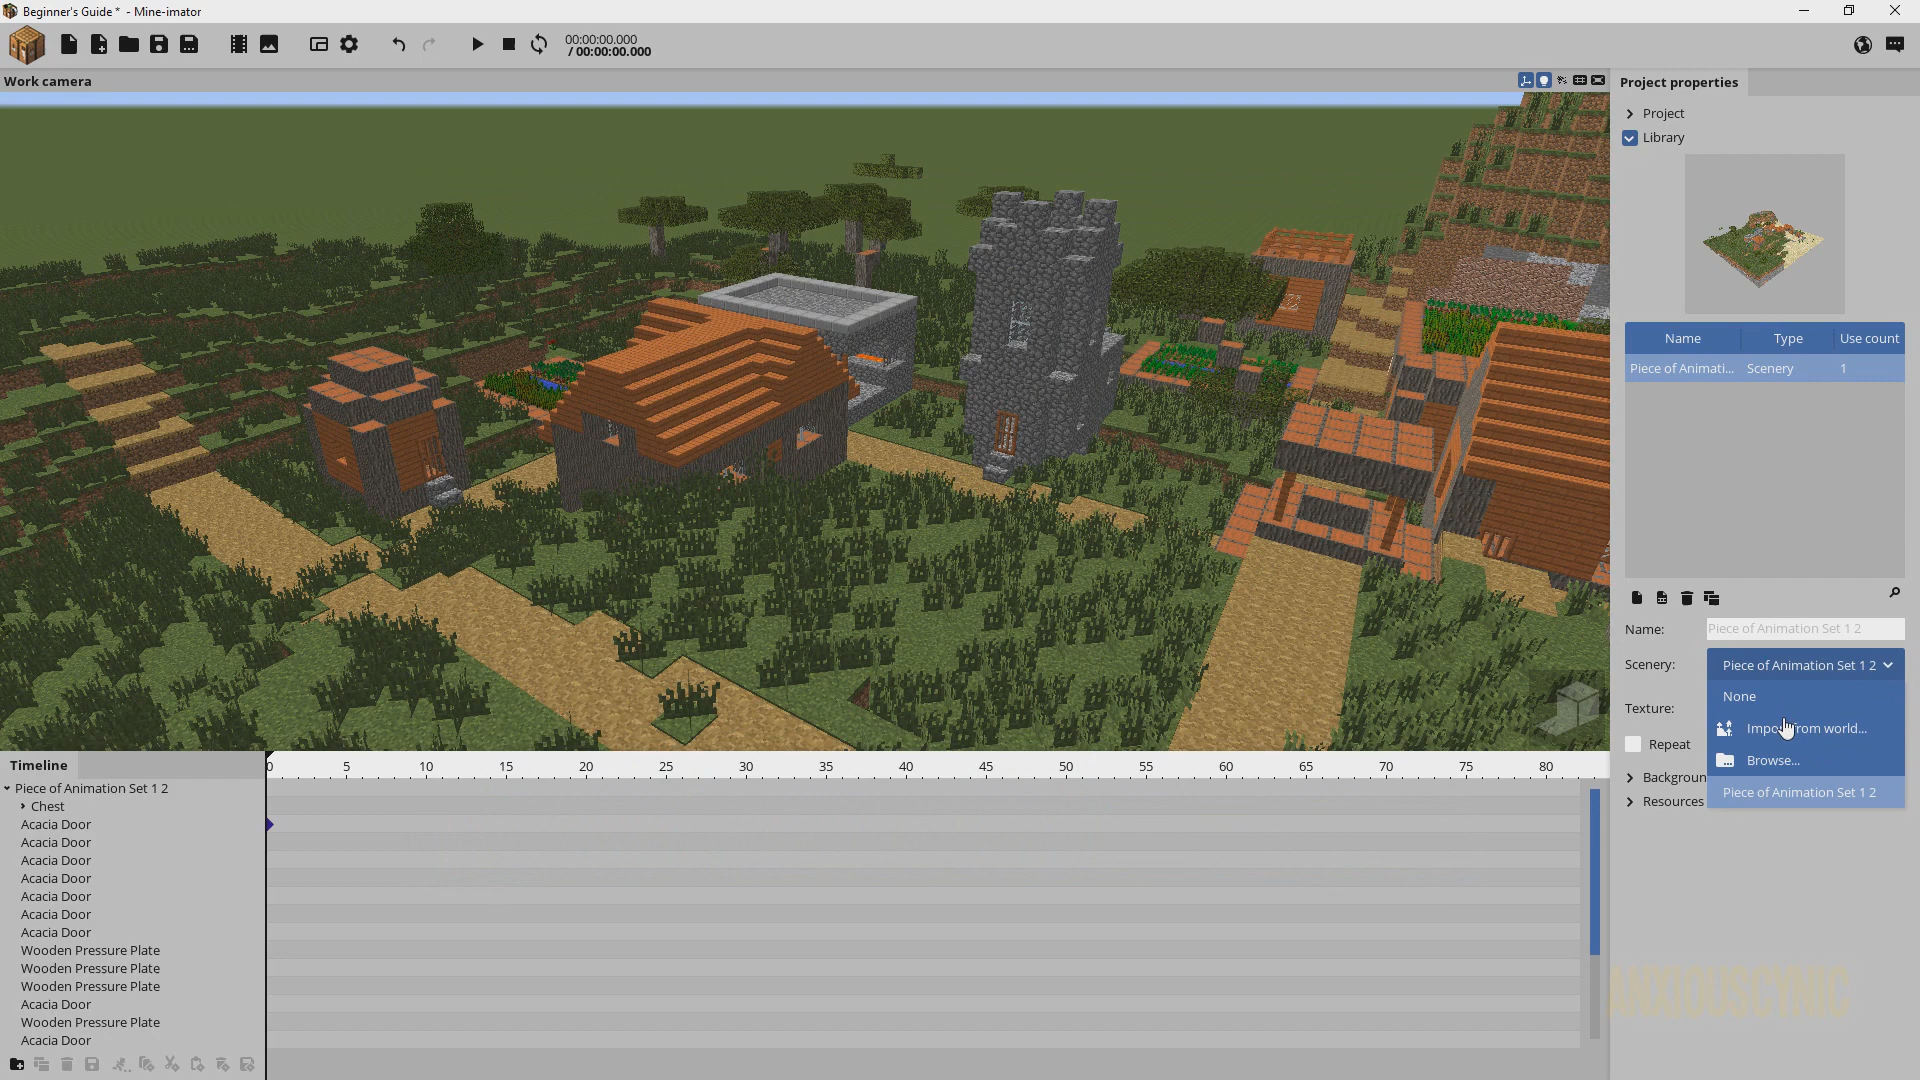 Beginner's Guide * - Mine-imator
00:00:00.000
/ 00:00:00.000
Work camera
Project properties
Project
Library
Name Type Use count
Piece of Animati... Scenery 1
Name: Piece of Animation Set 1 2
Scenery: Piece of Animation Set 1 2
None
Texture:
Import from world...
Repeat
Browse...
Backgroun
Piece of Animation Set 1 2
Resources
Timeline
0 5 10 15 20 25 30 35 40 45 50 55 60 65 70 75 80
Piece of Animation Set 1 2
Chest
Acacia Door
Acacia Door
Acacia Door
Acacia Door
Acacia Door
Acacia Door
Acacia Door
Wooden Pressure Plate
Wooden Pressure Plate
Wooden Pressure Plate
Acacia Door
Wooden Pressure Plate
Acacia Door
ANXIOUSCYNIC